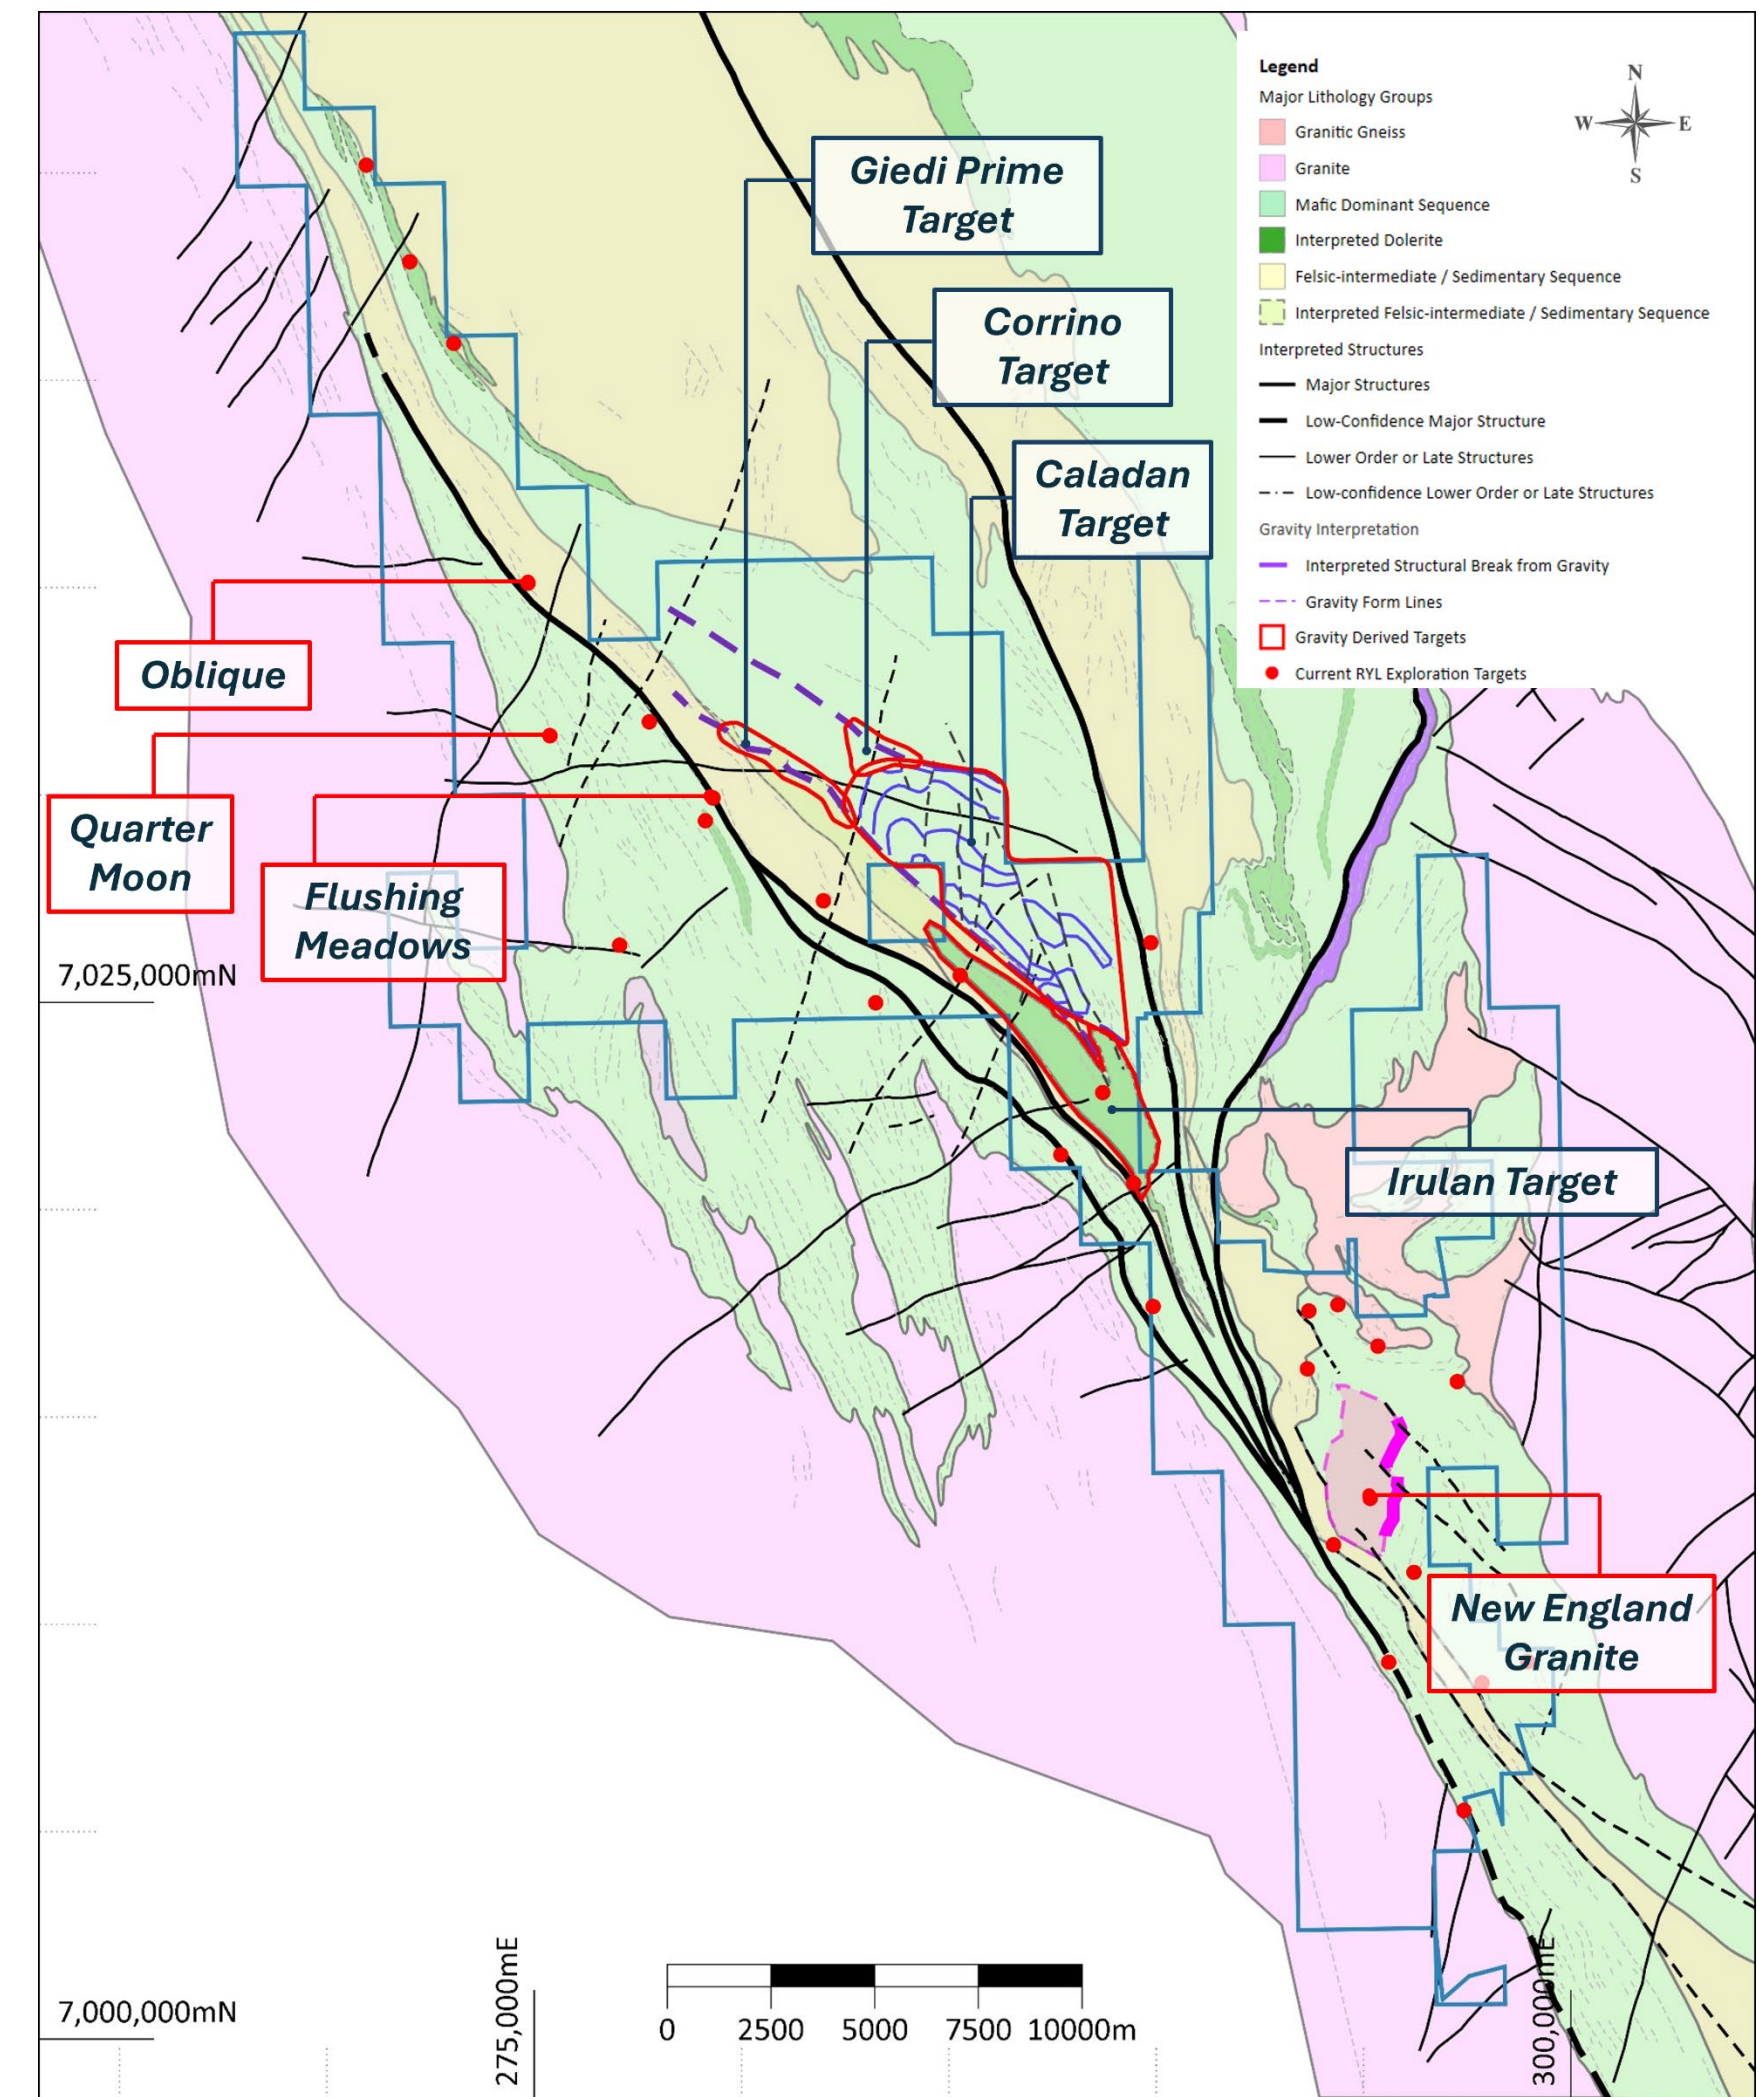 Legend
Major Lithology Groups
Granitic Gneiss
Granite
Mafic Dominant Sequence
Interpreted Dolerite
Felsic-intermediate / Sedimentary Sequence
Interpreted Felsic-intermediate / Sedimentary Sequence
Interpreted Structures
Major Structures
Low-Confidence Major Structure
Lower Order or Late Structures
Low-confidence Lower Order or Late Structures
Gravity Interpretation
Interpreted Structural Break from Gravity
Gravity Form Lines
Gravity Derived Targets
Current RYL Exploration Targets
N
W
E
S
Giedi Prime
Target
Corrino
Target
Caladan
Target
Oblique
Quarter
Moon
Flushing
Meadows
7,025,000mN
Irulan Target
New England
Granite
7,000,000mN
275,000mE
0 2500 5000 7500 10000m
300,000mE